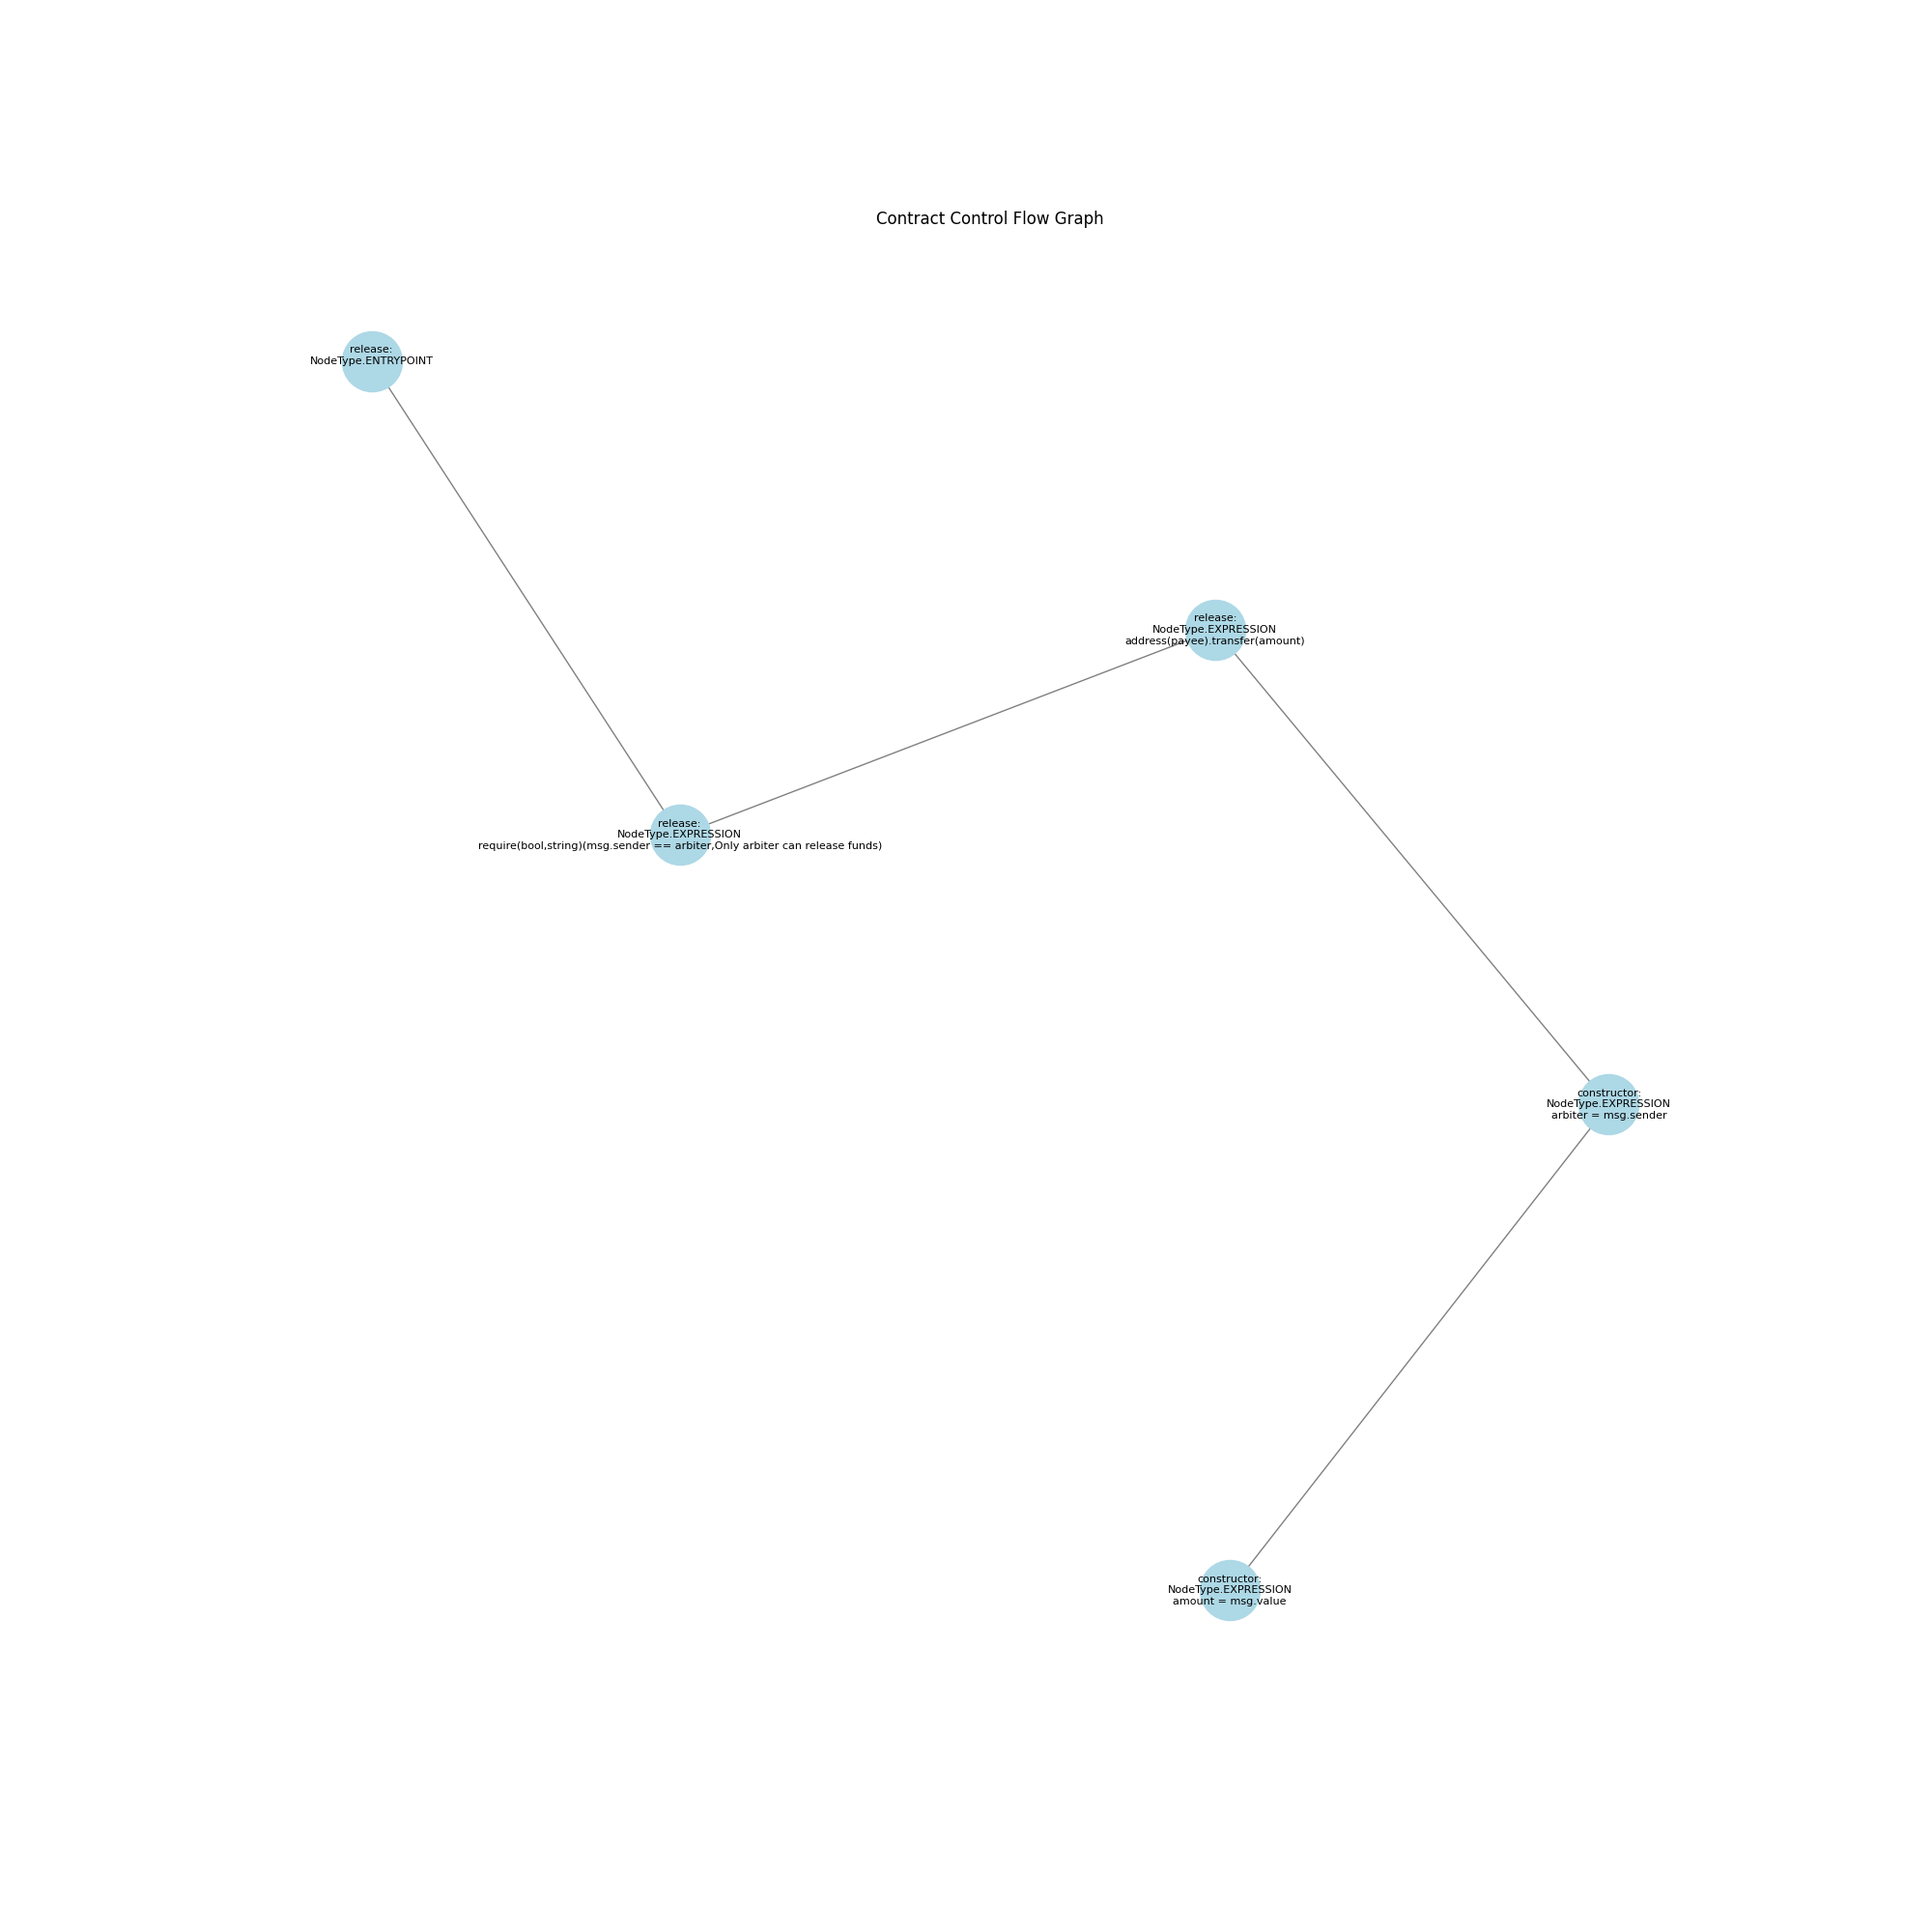 Contract Control Flow Graph
release:
NodeType.ENTRYPOINT
release:
NodeType.EXPRESSION
address(payee).transfer(amount)
release:
NodeType.EXPRESSION
require(bool,string)(msg.sender == arbiter,Only arbiter can release funds)
constructor:
NodeType.EXPRESSION
arbiter = msg.sender
constructor:
NodeType.EXPRESSION
amount = msg.value